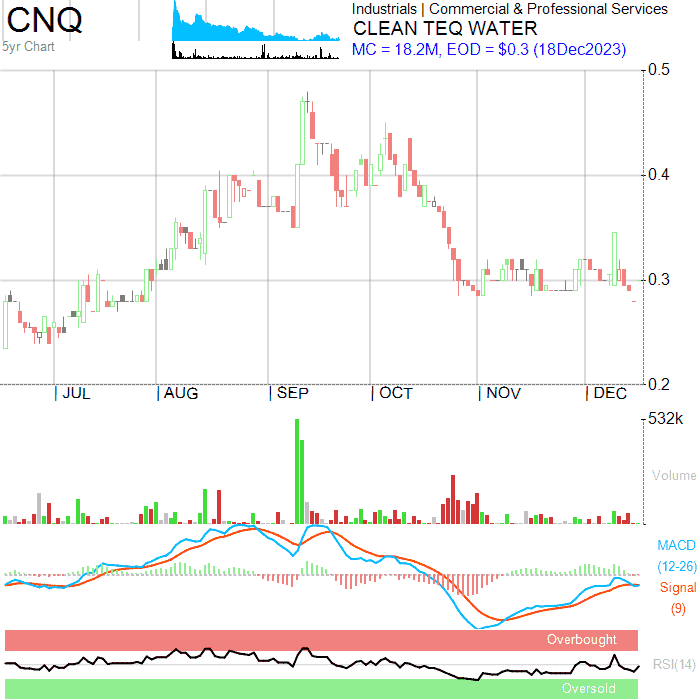 CNQ
5yr Chart
Industrials | Commercial & Professional Services
CLEAN TEQ WATER
MC = 18.2M, EOD = $0.3 (18Dec2023)
0.5
0.4
0.3
0.2
JUL AUG SEP OCT NOV DEC
532k
Volume
MACD
(12-26)
Signal
(9)
Overbought
RSI(14)
Oversold